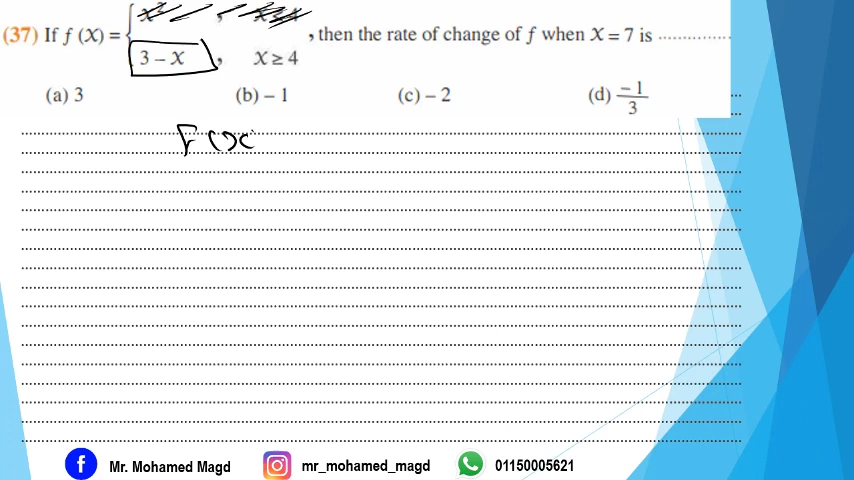 (37) If f (X) = { , then the rate of change of f when X = 7 is ................
3 – X , X ≥ 4
(a) 3 (b) – 1 (c) – 2 (d) –1/3
F(x
Mr. Mohamed Magd mr_mohamed_magd 01150005621